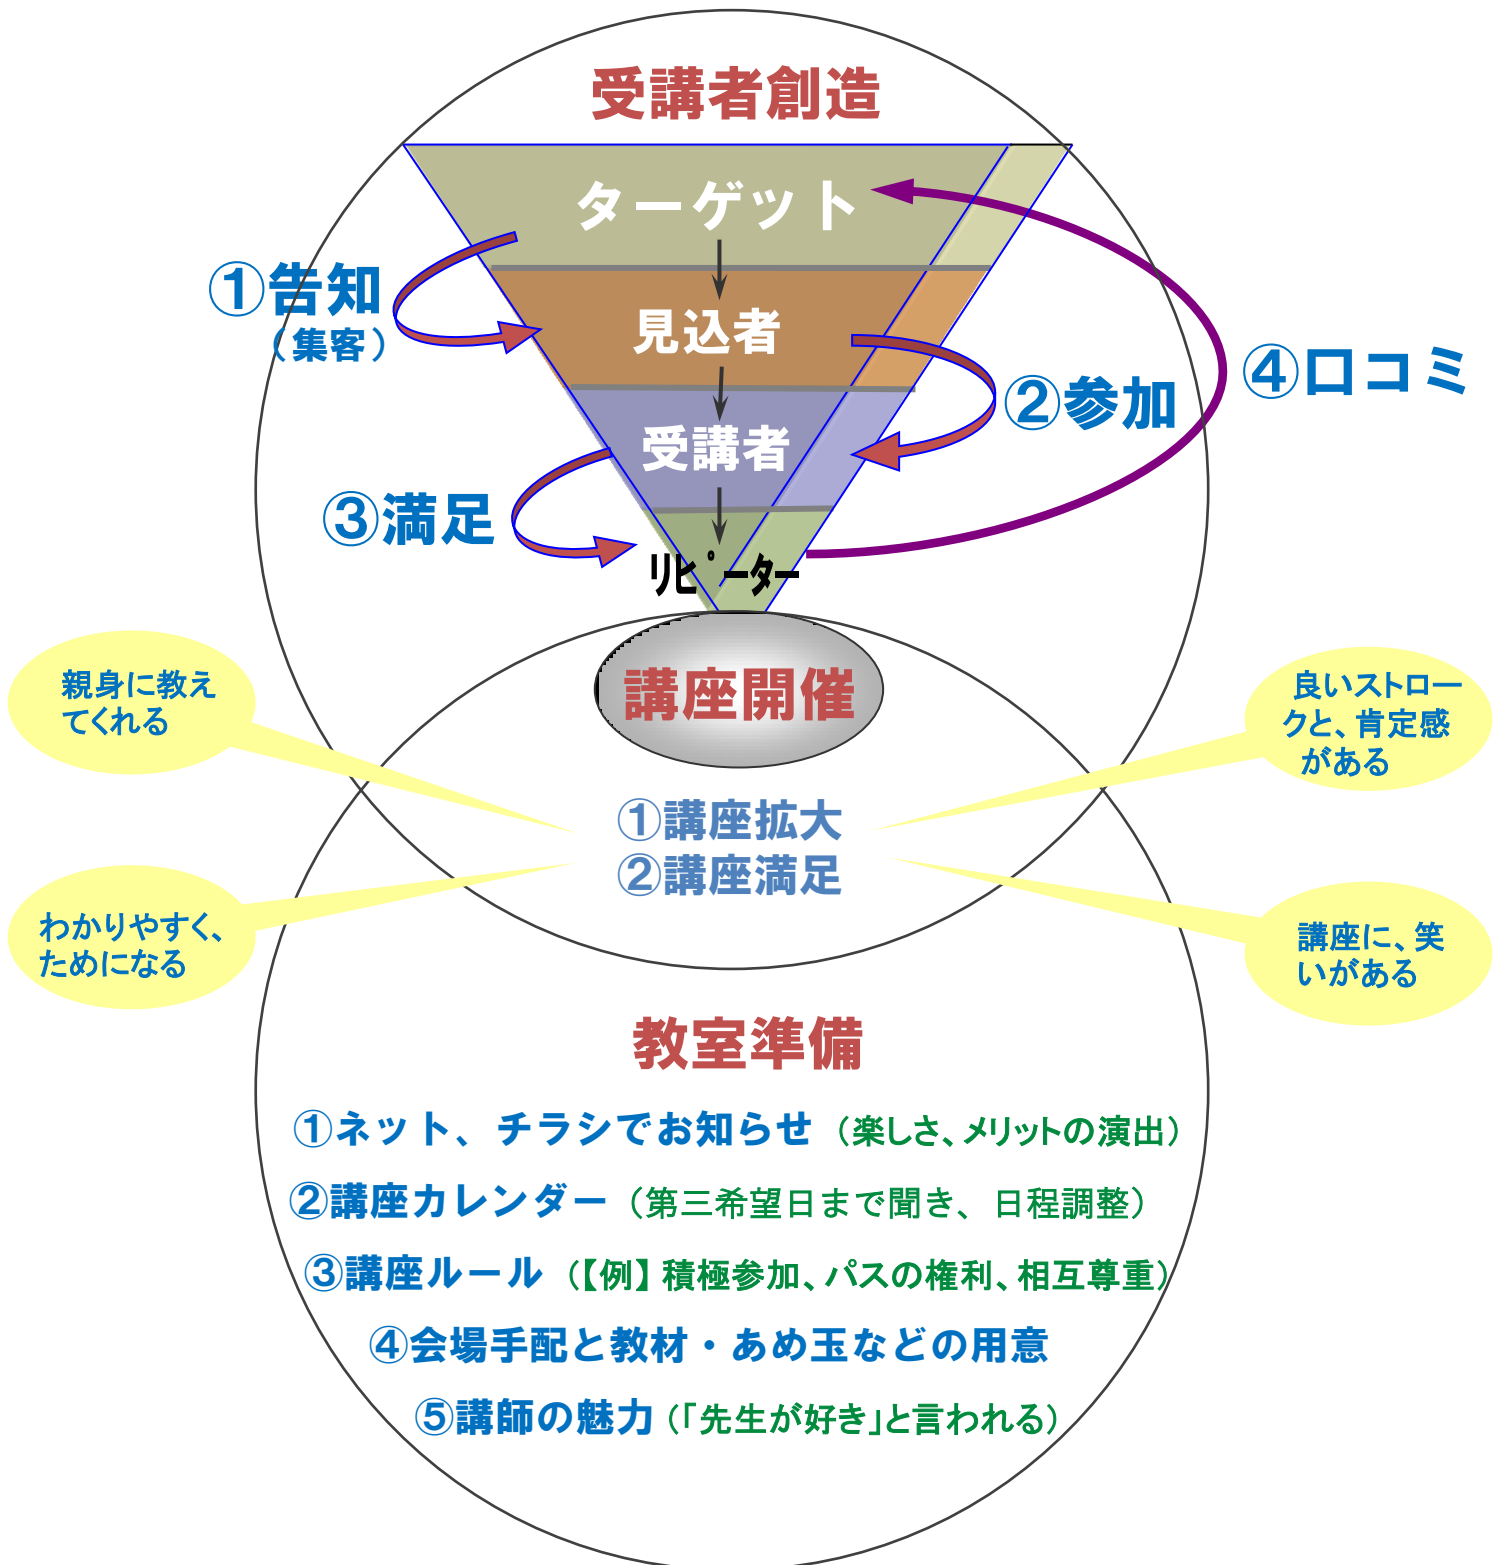 受講者創造
ターゲット
①告知
（集客）
見込者
④口コミ
②参加
受講者
③満足
ﾘﾋﾟｰﾀｰ
講座開催
親身に教え
てくれる
良いストロー
クと、肯定感
がある
①講座拡大
②講座満足
わかりやすく、
ためになる
講座に、笑
いがある
教室準備
①ネット、チラシでお知らせ（楽しさ、メリットの演出）
②講座カレンダー（第三希望日まで聞き、日程調整）
③講座ルール（【例】積極参加、パスの権利、相互尊重）
④会場手配と教材・あめ玉などの用意
⑤講師の魅力（「先生が好き」と言われる）